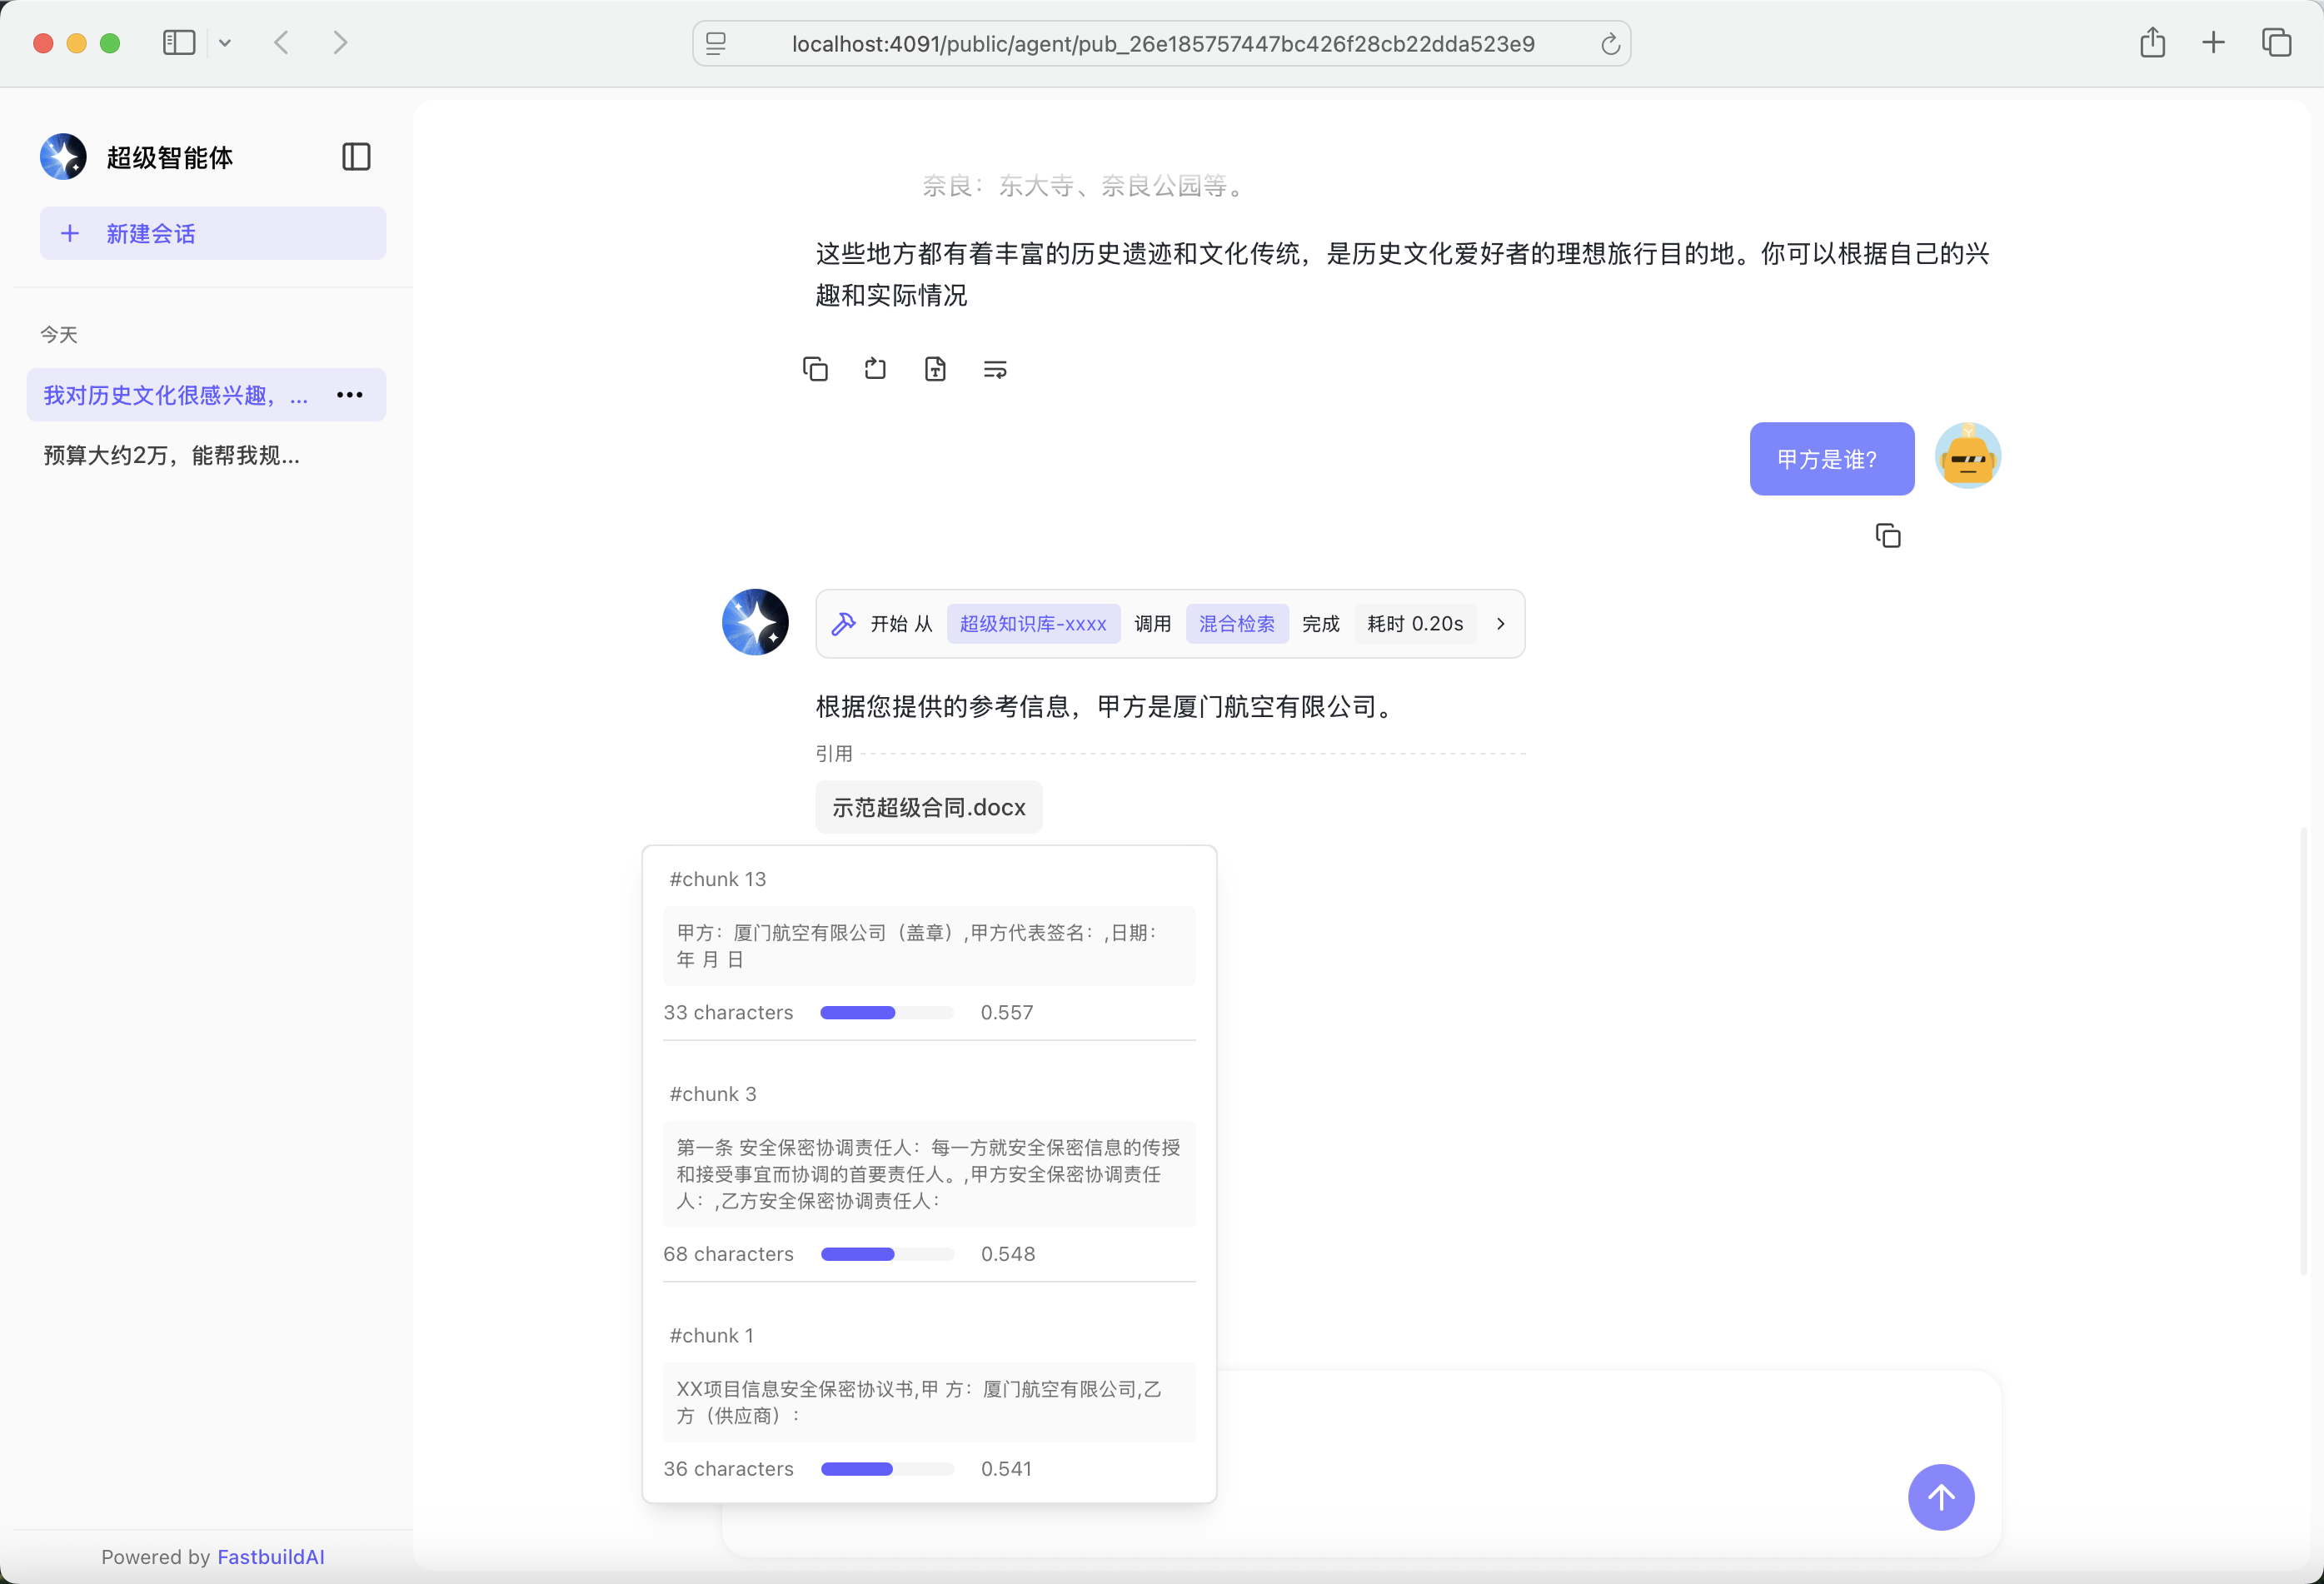 localhost:4091/public/agent/pub_26e185757447bc426f28cb22dda523e9
超级智能体
新建会话
今天
我对历史文化很感兴趣，...
预算大约2万，能帮我规...
Powered by FastbuildAI
奈良：东大寺、奈良公园等。
这些地方都有着丰富的历史遗迹和文化传统，是历史文化爱好者的理想旅行目的地。你可以根据自己的兴
趣和实际情况
甲方是谁?
开始 从 超级知识库-xxxx 调用 混合检索 完成 耗时 0.20s
根据您提供的参考信息，甲方是厦门航空有限公司。
引用
示范超级合同.docx
#chunk 13
甲方：厦门航空有限公司（盖章）,甲方代表签名：,日期：
年 月 日
33 characters 0.557
#chunk 3
第一条 安全保密协调责任人：每一方就安全保密信息的传授
和接受事宜而协调的首要责任人。,甲方安全保密协调责任
人：,乙方安全保密协调责任人：
68 characters 0.548
#chunk 1
XX项目信息安全保密协议书,甲 方：厦门航空有限公司,乙
方（供应商）：
36 characters 0.541